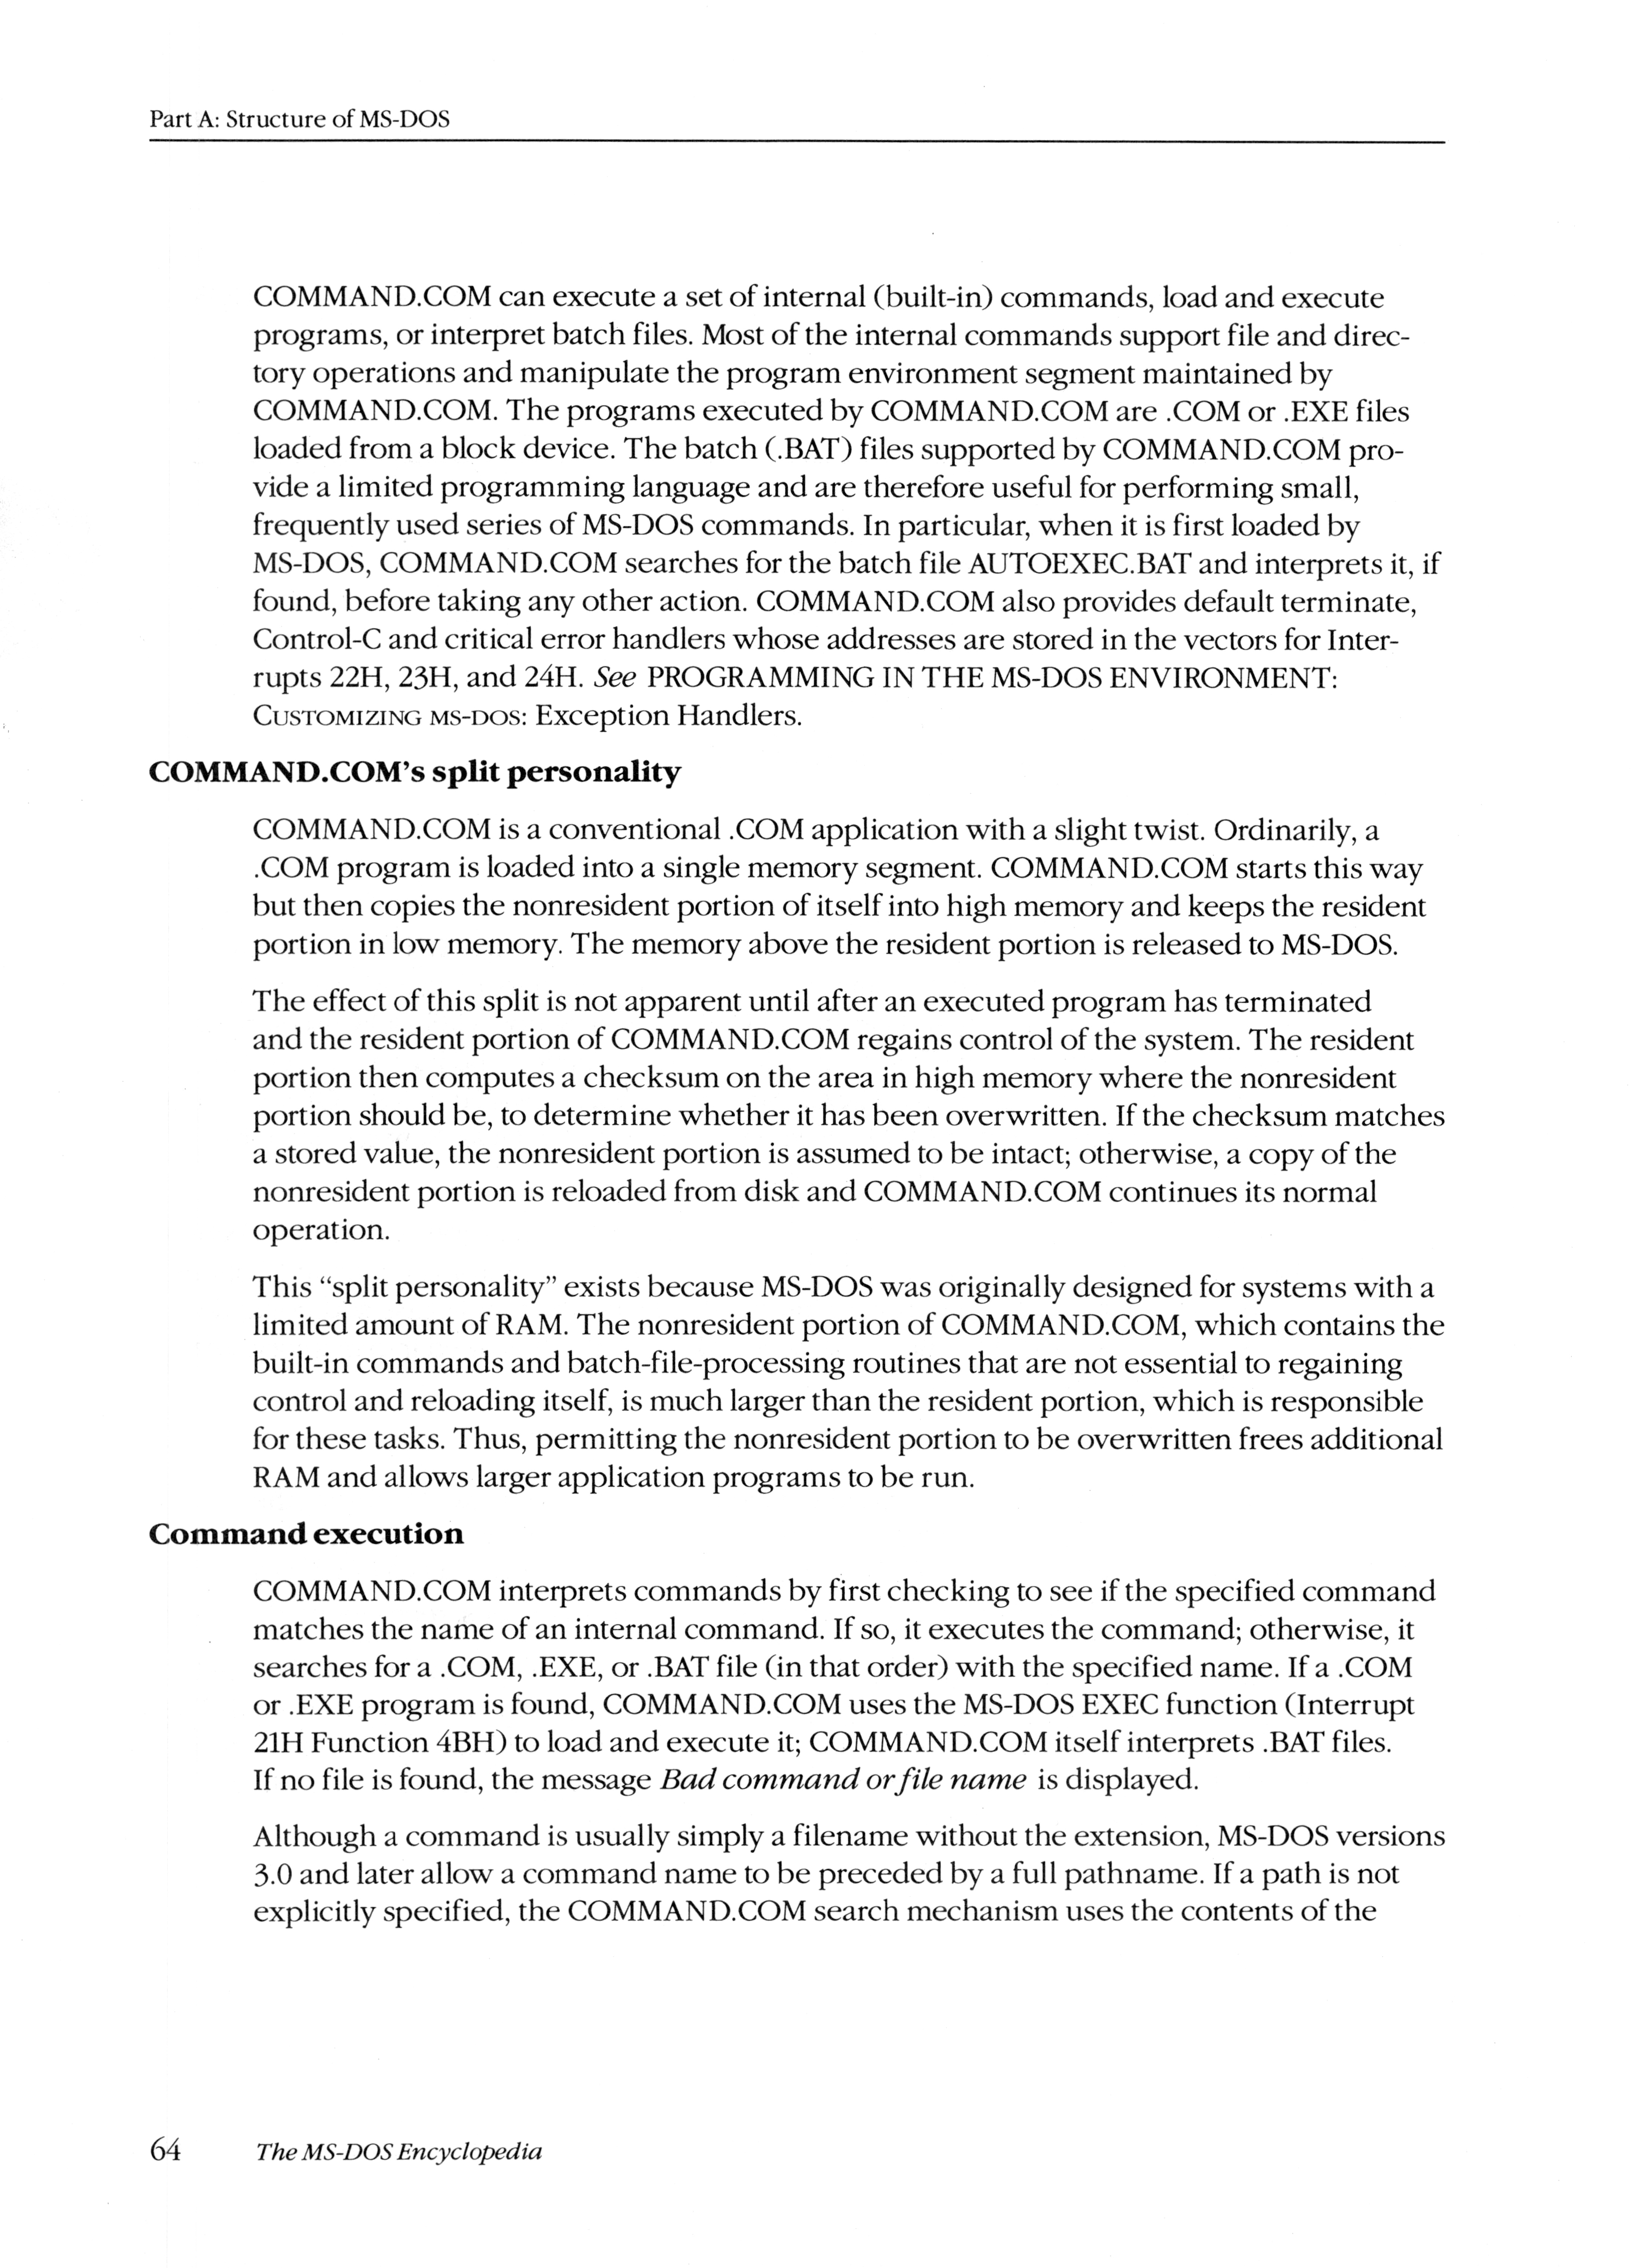 Part A: Structure of MS-DOS
COMMAND.COM can execute a set of internal (built-in) commands, load and execute
programs, or interpret batch files. Most of the internal commands support file and direc-
tory operations and manipulate the program environment segment maintained by
COMMAND.COM. The programs executed by COMMAND.COM are .COM or .EXE files
loaded from a block device. The batch (.BAT) files supported by COMMAND.COM pro-
vide a limited programming language and are therefore useful for performing small,
frequently used series of MS-DOS commands. In particular, when it is first loaded by
MS-DOS, COMMAND.COM searches for the batch file AUTOEXEC.BAT and interprets it, if
found, before taking any other action. COMMAND.COM also provides default terminate,
Control-C and critical error handlers whose addresses are stored in the vectors for Inter-
rupts 22H, 23H, and 24H. See PROGRAMMING IN THE MS-DOS ENVIRONMENT:
CUSTOMIZING MS-DOS: Exception Handlers.
COMMAND.COM's split personality
COMMAND.COM is a conventional .COM application with a slight twist. Ordinarily, a
.COM program is loaded into a single memory segment. COMMAND.COM starts this way
but then copies the nonresident portion of itself into high memory and keeps the resident
portion in low memory. The memory above the resident portion is released to MS-DOS.
The effect of this split is not apparent until after an executed program has terminated
and the resident portion of COMMAND.COM regains control of the system. The resident
portion then computes a checksum on the area in high memory where the nonresident
portion should be, to determine whether it has been overwritten. If the checksum matches
a stored value, the nonresident portion is assumed to be intact; otherwise, a copy of the
nonresident portion is reloaded from disk and COMMAND.COM continues its normal
operation.
This “split personality” exists because MS-DOS was originally designed for systems with a
limited amount of RAM. The nonresident portion of COMMAND.COM, which contains the
built-in commands and batch-file-processing routines that are not essential to regaining
control and reloading itself, is much larger than the resident portion, which is responsible
for these tasks. Thus, permitting the nonresident portion to be overwritten frees additional
RAM and allows larger application programs to be run.
Command execution
COMMAND.COM interprets commands by first checking to see if the specified command
matches the name of an internal command. If so, it executes the command; otherwise, it
searches for a .COM, .EXE, or .BAT file (in that order) with the specified name. If a .COM
or .EXE program is found, COMMAND.COM uses the MS-DOS EXEC function (Interrupt
21H Function 4BH) to load and execute it; COMMAND.COM itself interprets .BAT files.
If no file is found, the message Bad command or file name is displayed.
Although a command is usually simply a filename without the extension, MS-DOS versions
3.0 and later allow a command name to be preceded by a full pathname. If a path is not
explicitly specified, the COMMAND.COM search mechanism uses the contents of the
64 The MS-DOS Encyclopedia